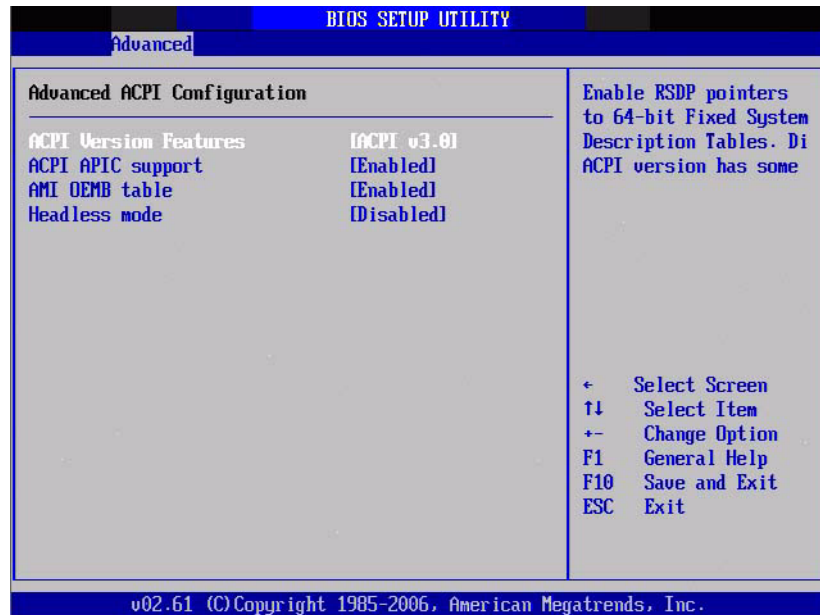 BIOS SETUP UTILITY
Advanced
Advanced ACPI Configuration
ACPI Version Features [ACPI v3.0]
ACPI APIC support [Enabled]
AMI OEMB table [Enabled]
Headless mode [Disabled]
Enable RSDP pointers
to 64-bit Fixed System
Description Tables. Di
ACPI version has some
← Select Screen
↑↓ Select Item
+- Change Option
F1 General Help
F10 Save and Exit
ESC Exit
v02.61 (C)Copyright 1985-2006, American Megatrends, Inc.